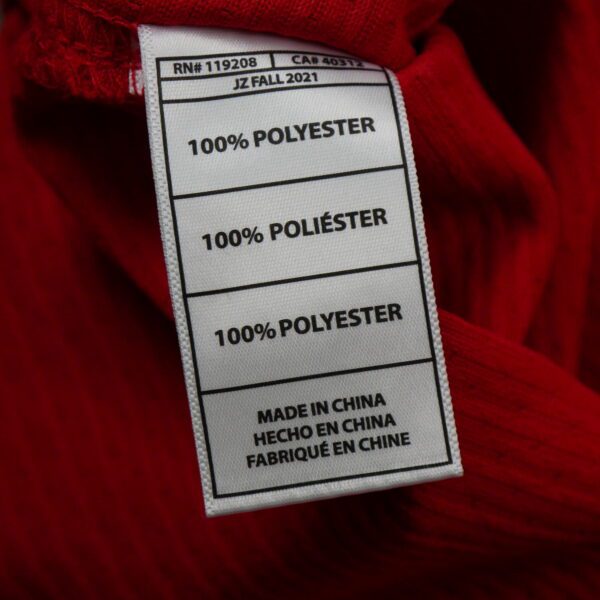 RN# 119208 CA# 40312
JZ FALL 2021
100% POLYESTER
100% POLIÉSTER
100% POLYESTER
MADE IN CHINA
HECHO EN CHINA
FABRIQUÉ EN CHINE